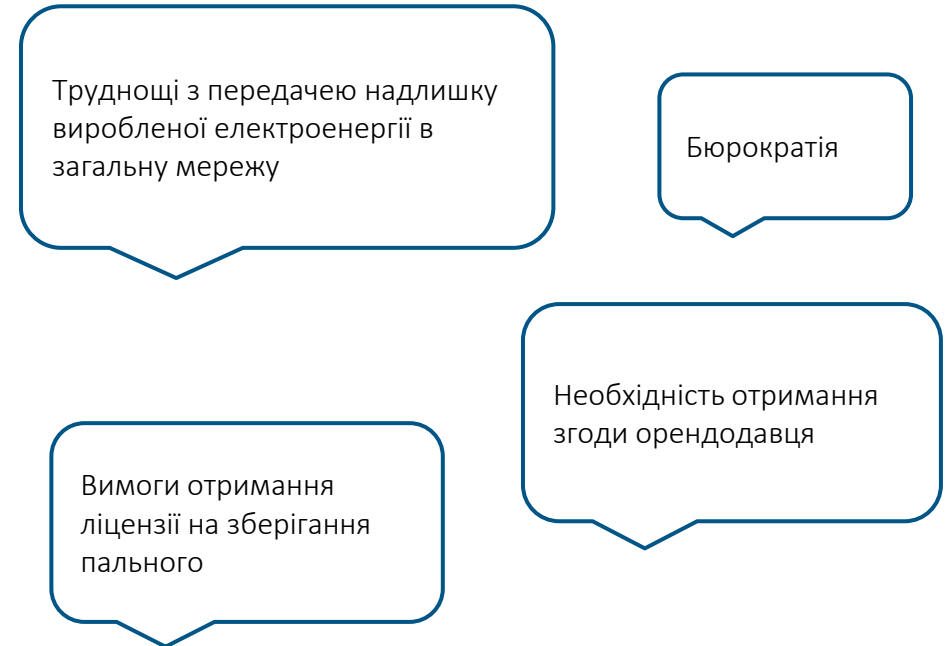 Труднощі з передачею надлишку
виробленої електроенергії в
загальну мережу
Бюрократія
Необхідність отримання
згоди орендодавця
Вимоги отримання
ліцензії на зберігання
пального